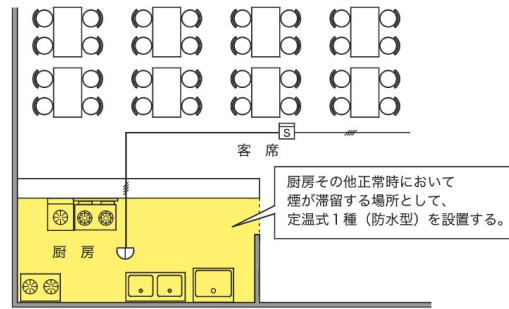 S
客 席
厨房その他正常時において
煙が滞留する場所として、
定温式1種（防水型）を設置する。
厨 房